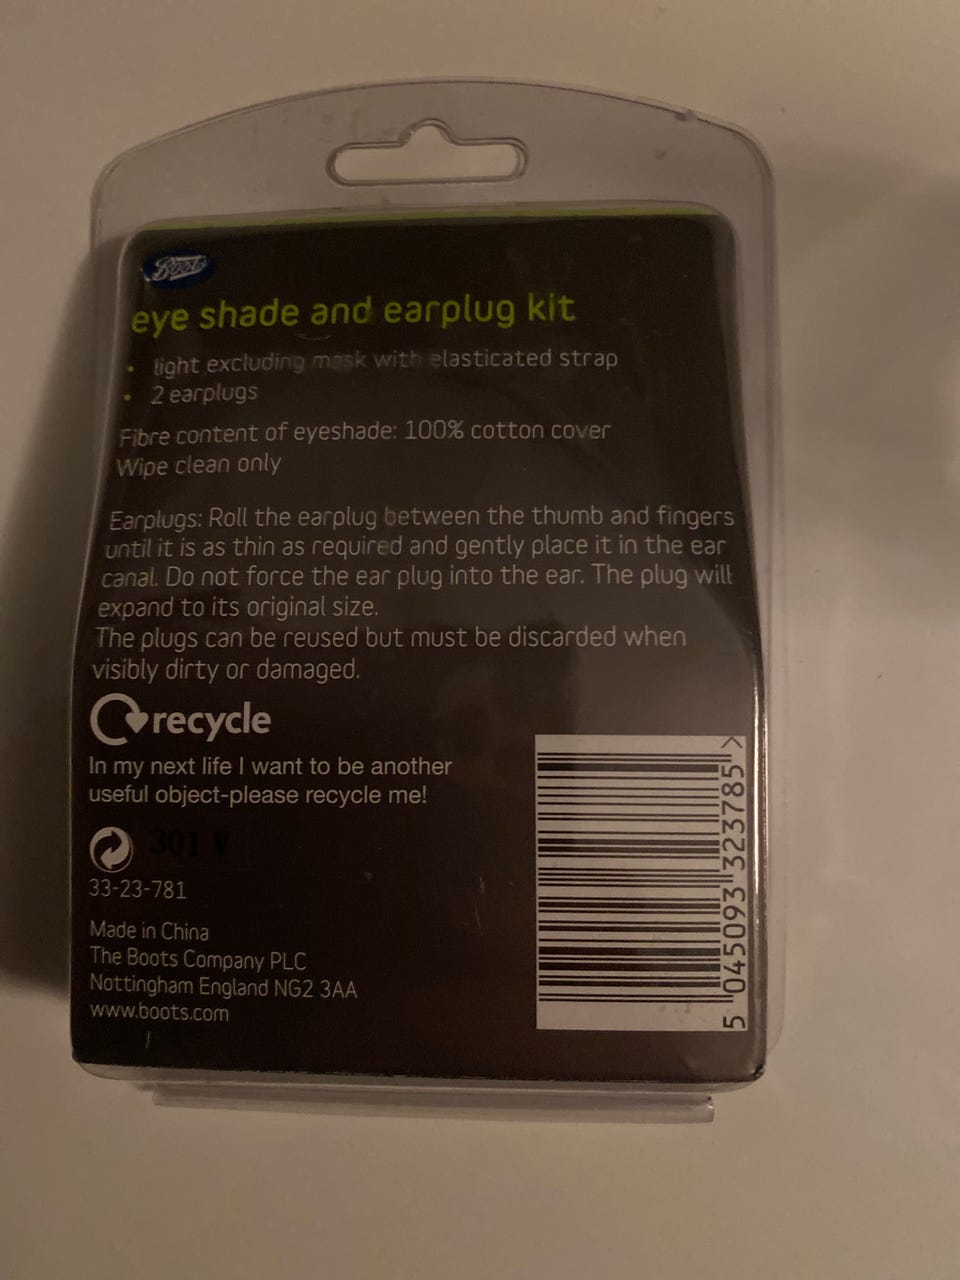 Boots
eye shade and earplug kit
• light excluding mask with elasticated strap
• 2 earplugs
Fibre content of eyeshade: 100% cotton cover
Wipe clean only
Earplugs: Roll the earplug between the thumb and fingers
until it is as thin as required and gently place it in the ear
canal. Do not force the ear plug into the ear. The plug will
expand to its original size.
The plugs can be reused but must be discarded when
visibly dirty or damaged.
recycle
In my next life I want to be another
useful object-please recycle me!
301 V
33-23-781
Made in China
The Boots Company PLC
Nottingham England NG2 3AA
www.boots.com
5 045093 323785 >